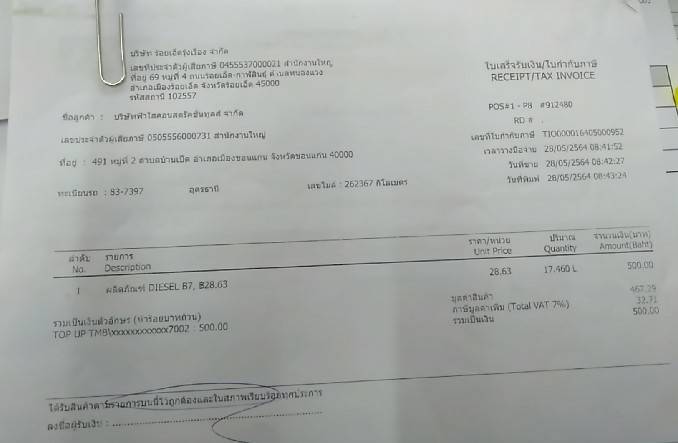 บริษัท ร้อยเอ็ดรุ่งเรือง จำกัด
เลขที่ประจำตัวผู้เสียภาษี 0455537000021 สำนักงานใหญ่
ที่อยู่ 69 หมู่ที่ 4 ถนนร้อยเอ็ด-กาฬสินธุ์ ตำบลหนองแวง
อำเภอเมืองร้อยเอ็ด จังหวัดร้อยเอ็ด 45000
รหัสสถานี 102557
ใบเสร็จรับเงิน/ใบกำกับภาษี
RECEIPT/TAX INVOICE
ชื่อลูกค้า : บริษัทฟ้าใสคอนสตรัคชั่นทูลส์ จำกัด
เลขประจำตัวผู้เสียภาษี 0505556000731 สำนักงานใหญ่
ที่อยู่ : 491 หมู่ที่ 2 ตำบลบ้านเป็ด อำเภอเมืองขอนแก่น จังหวัดขอนแก่น 40000
POS#1 - P8 #912480
RD # .
เลขที่ใบกำกับภาษี TIO000016405000952
เวลาวางมือจ่าย 28/05/2564 08:41:52
วันที่ขาย 28/05/2564 08:42:27
วันที่พิมพ์ 28/05/2564 08:43:24
ทะเบียนรถ : 83-7397 อุดรธานี เลขไมล์ : 262367 กิโลเมตร
ลำดับ รายการ ราคา/หน่วย ปริมาณ จำนวนเงิน(บาท)
No. Description Unit Price Quantity Amount(Baht)
1 ผลิตภัณฑ์ DIESEL B7, ฿28.63 28.63 17.460 L 500.00
มูลค่าสินค้า 467.29
ภาษีมูลค่าเพิ่ม (Total VAT 7%) 32.71
รวมเป็นเงิน 500.00
รวมเป็นเงินตัวอักษร (ห้าร้อยบาทถ้วน)
TOP UP TMB\xxxxxxxxxxxx7002 : 500.00
ได้รับสินค้าตามรายการบนนี้ไว้ถูกต้องและในสภาพเรียบร้อยทุกประการ
ลงชื่อผู้รับเงิน :